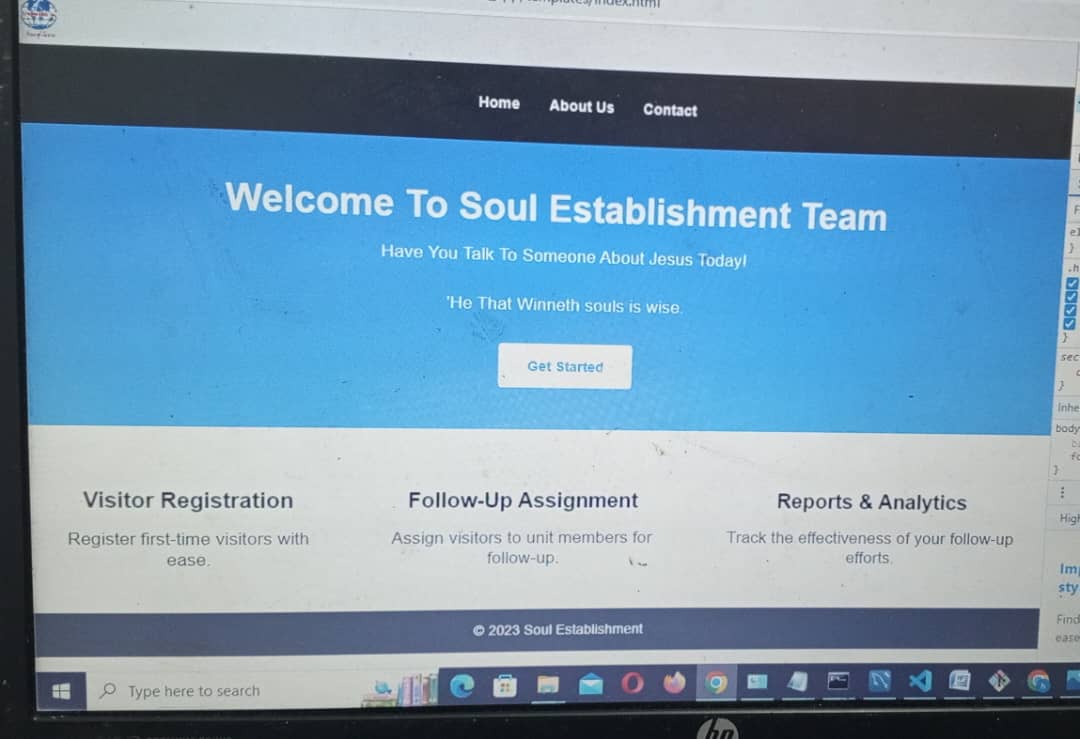 Home About Us Contact
Welcome To Soul Establishment Team
Have You Talk To Someone About Jesus Today!
'He That Winneth souls is wise.
Get Started
Visitor Registration
Register first-time visitors with
ease.
Follow-Up Assignment
Assign visitors to unit members for
follow-up.
Reports & Analytics
Track the effectiveness of your follow-up
efforts.
© 2023 Soul Establishment
Type here to search
hp